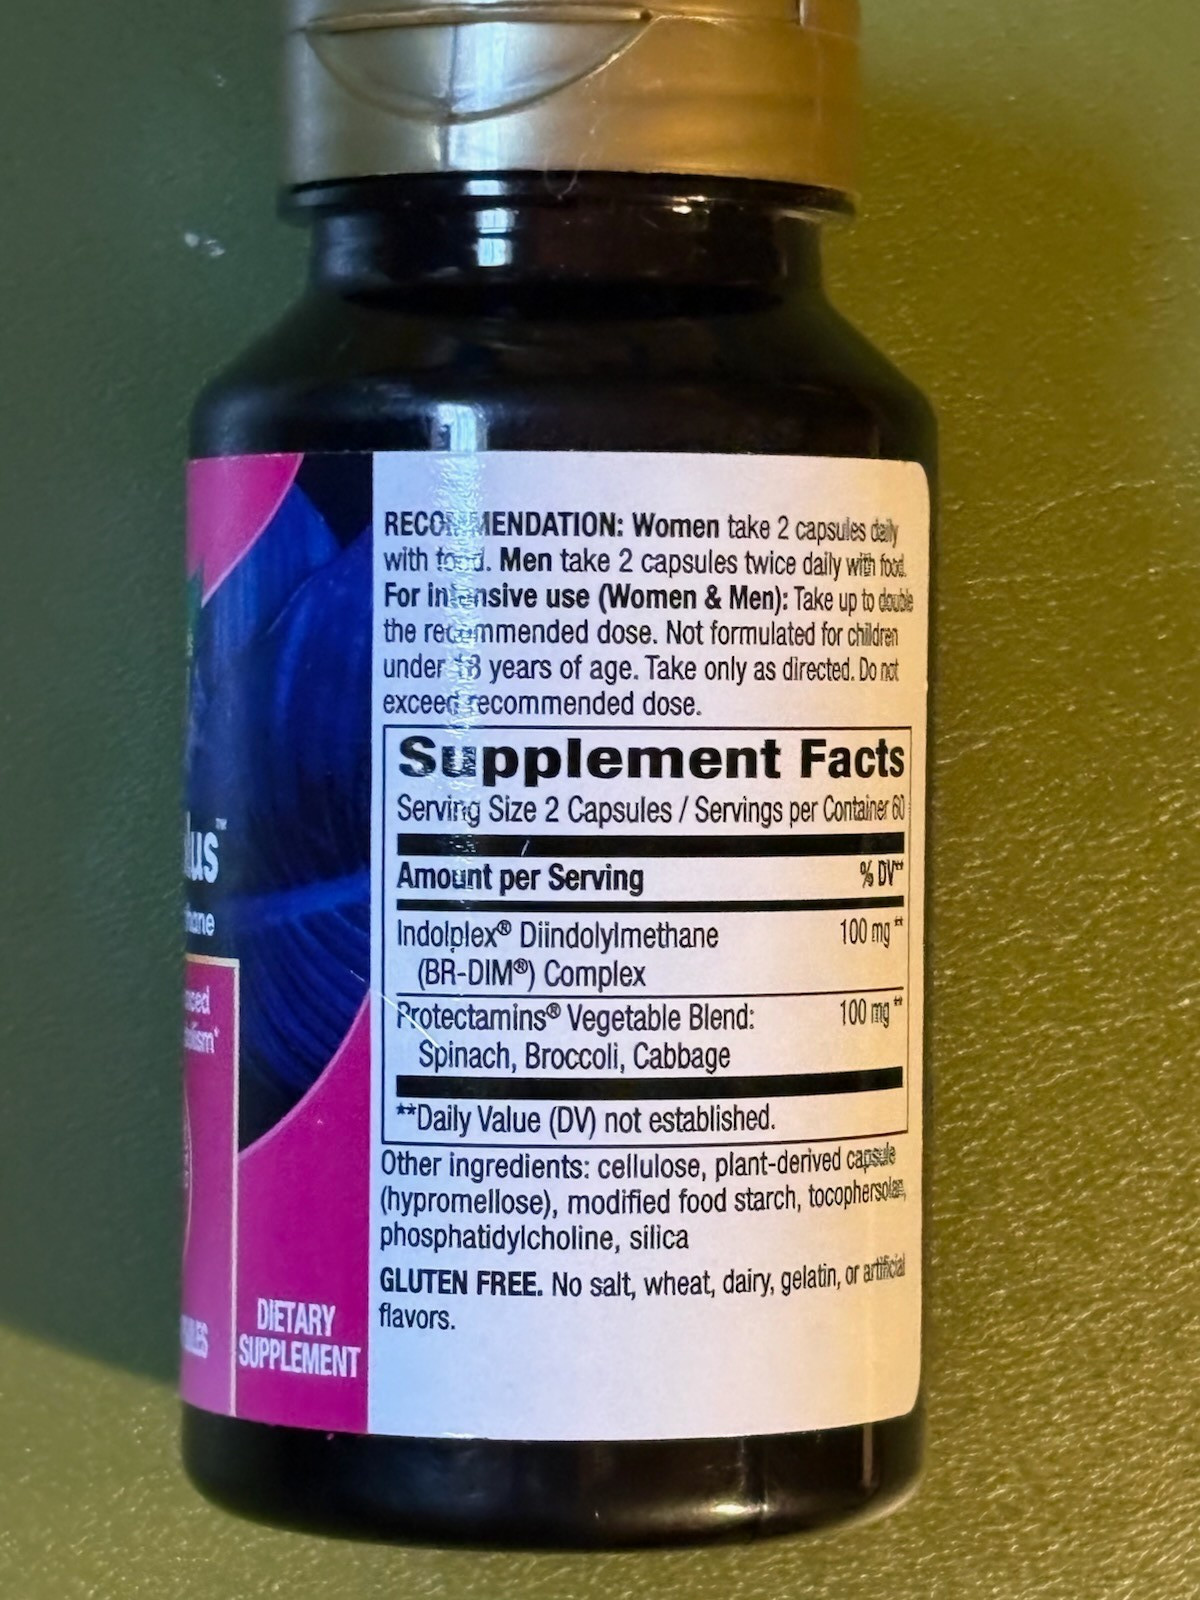 RECOMMENDATION: Women take 2 capsules daily
with food. Men take 2 capsules twice daily with food.
For intensive use (Women & Men): Take up to double
the recommended dose. Not formulated for children
under 18 years of age. Take only as directed. Do not
exceed recommended dose.
Supplement Facts
Serving Size 2 Capsules / Servings per Container 60
Amount per Serving % DV**
Indolplex® Diindolylmethane 100 mg **
(BR-DIM®) Complex
Protectamins® Vegetable Blend: 100 mg **
Spinach, Broccoli, Cabbage
**Daily Value (DV) not established.
Other ingredients: cellulose, plant-derived capsule
(hypromellose), modified food starch, tocophersolan,
phosphatidylcholine, silica
GLUTEN FREE. No salt, wheat, dairy, gelatin, or artificial
flavors.
lus™
DIETARY
SUPPLEMENT